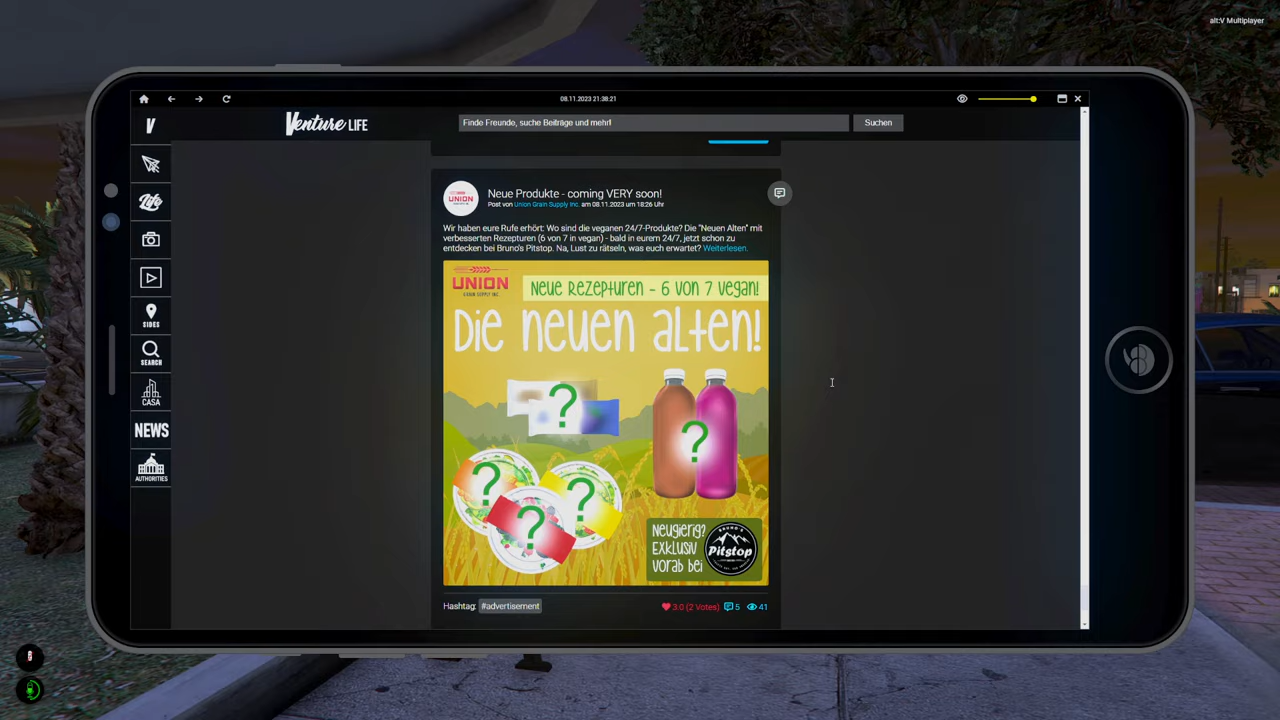 alt:V Multiplayer
08.11.2023 21:38:21
V
Venture LIFE
Finde Freunde, suche Beiträge und mehr!
Suchen
Life
SIDES
SEARCH
CASA
NEWS
AUTHORITIES
UNION
Neue Produkte - coming VERY soon!
Post von Union Grain Supply Inc. am 08.11.2023 um 18:26 Uhr
Wir haben eure Rufe erhört: Wo sind die veganen 24/7-Produkte? Die "Neuen Alten" mit
verbesserten Rezepturen (6 von 7 in vegan) - bald in eurem 24/7, jetzt schon zu
entdecken bei Bruno's Pitstop. Na, Lust zu rätseln, was euch erwartet? Weiterlesen.
UNION
GRAIN SUPPLY INC.
Neue Rezepturen - 6 von 7 vegan!
Die neuen alten!
?
?
?
?
?
Neugierig?
Exklusiv
vorab bei
BRUNO'S
Pitstop
Hashtag: #advertisement
3.0 (2 Votes) 5 41